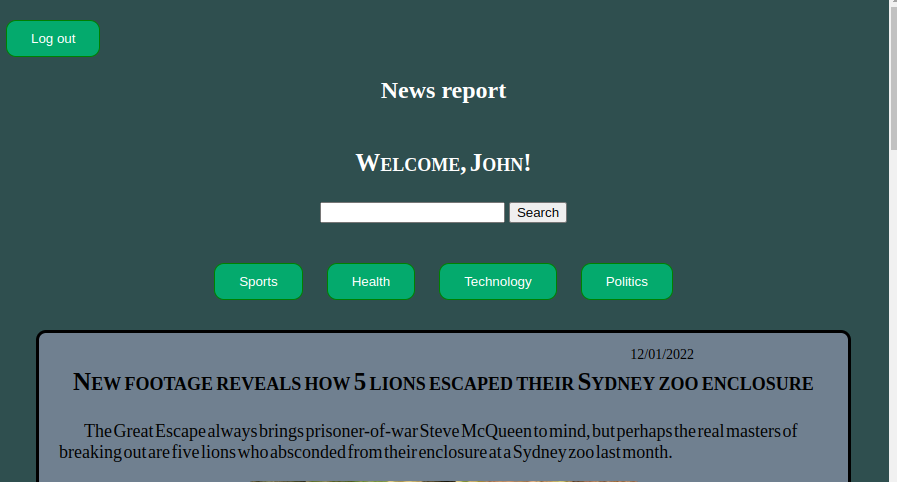 Log out
News report
Welcome, John!
Search
Sports Health Technology Politics
12/01/2022
New footage reveals how 5 lions escaped their Sydney zoo enclosure
The Great Escape always brings prisoner-of-war Steve McQueen to mind, but perhaps the real masters of
breaking out are five lions who absconded from their enclosure at a Sydney zoo last month.